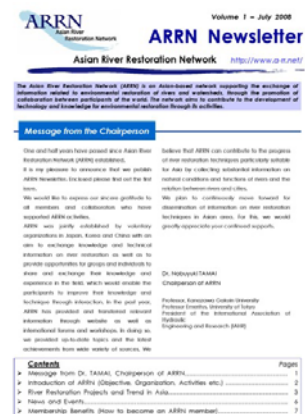 ARRN
Asian River
Restoration Network
Volume 1 – July 2008
ARRN Newsletter
Asian River Restoration Network http://www.a-rr.net/
The Asian River Restoration Network (ARRN) is an Asian-based network supporting the exchange of
information related to environmental restoration of rivers and watersheds, through the promotion of
collaboration between participants of the world. The network aims to contribute to the development of
technology and knowledge for environmental restoration through its activities.
Message from the Chairperson
One and half years have passed since Asian River
Restoration Network (ARRN) established.
It is my pleasure to announce that we publish
ARRN Newsletter. Enclosed please find out the first
issue.
We would like to express our sincere gratitude to
all members and collaborators who have
supported ARRN activities.
ARRN was jointly established by voluntary
organizations in Japan, Korea and China with an
aim to exchange knowledge and technical
information on river restoration as well as to
provide opportunities for groups and individuals to
share and exchange their knowledge and
experience in the field, which would enable the
participants to improve their knowledge and
technique through interaction. In the past year,
ARRN has provided and transferred relevant
information through website as well as
international forums and workshops. In doing so,
we provided up-to-date topics and the latest
achievements from wide variety of sources. We
believe that ARRN can contribute to the progress
of river restoration techniques particularly suitable
for Asia by collecting substantial information on
natural conditions and functions of rivers and the
relation between rivers and cities.
We plan to continuously move forward for
dissemination of information on river restoration
techniques in Asian area. For this, we would
greatly appreciate your continued supports.
Dr. Nobuyuki TAMAI
Chairperson of ARRN
Professor, Kanazawa Gakuin University
Professor Emeritus, University of Tokyo
President of the International Association of
Hydraulic
Engineering and Research (IAHR)
Contents Pages
➢ Message from Dr. TAMAI, Chairperson of ARRN 1
➢ Introduction of ARRN (Objective, Organization, Activities etc.) 2
➢ River Restoration Projects and Trend in Asia
➢ News and Events
➢ Membership Benefits (How to become an ARRN member)